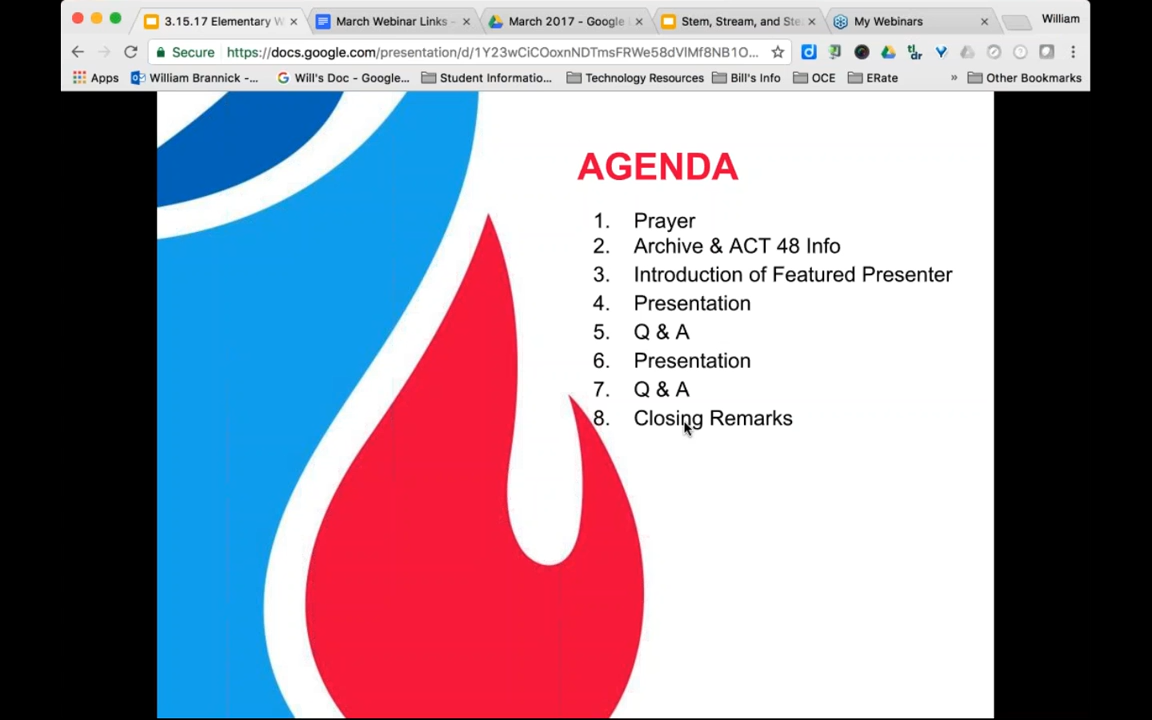 3.15.17 Elementary W
March Webinar Links -
March 2017 - Google
Stem, Stream, and Ste
My Webinars
William
Secure
https://docs.google.com/presentation/d/1Y23wCiCOoxnNDTmsFRWe58dVlMf8NB1O...
tl;dr
Apps
William Brannick -...
Will's Doc - Google...
Student Informatio...
Technology Resources
Bill's Info
OCE
ERate
»
Other Bookmarks
AGENDA
1. Prayer
2. Archive & ACT 48 Info
3. Introduction of Featured Presenter
4. Presentation
5. Q & A
6. Presentation
7. Q & A
8. Closing Remarks